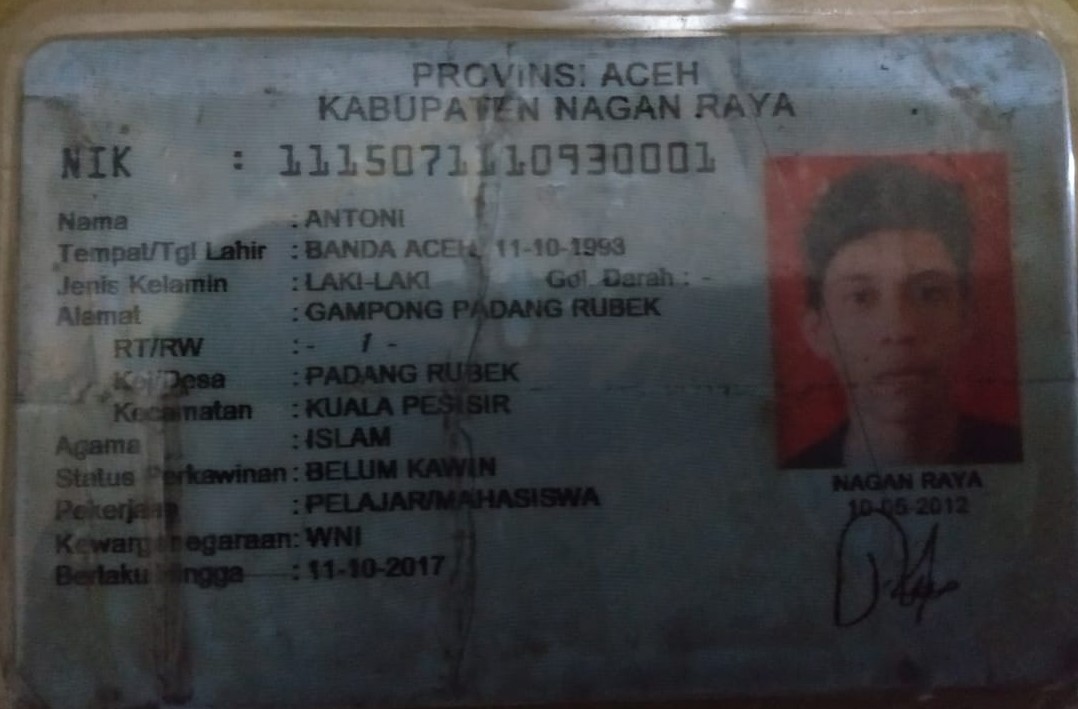 PROVINSI ACEH
KABUPATEN NAGAN RAYA
NIK : 1115071110930001
Nama : ANTONI
Tempat/Tgl Lahir : BANDA ACEH, 11-10-1993
Jenis Kelamin : LAKI-LAKI Gol. Darah : -
Alamat : GAMPONG PADANG RUBEK
RT/RW : - / -
Kel/Desa : PADANG RUBEK
Kecamatan : KUALA PESISIR
Agama : ISLAM
Status Perkawinan : BELUM KAWIN
Pekerjaan : PELAJAR/MAHASISWA
Kewarganegaraan: WNI
Berlaku Hingga : 11-10-2017
NAGAN RAYA
10-05-2012